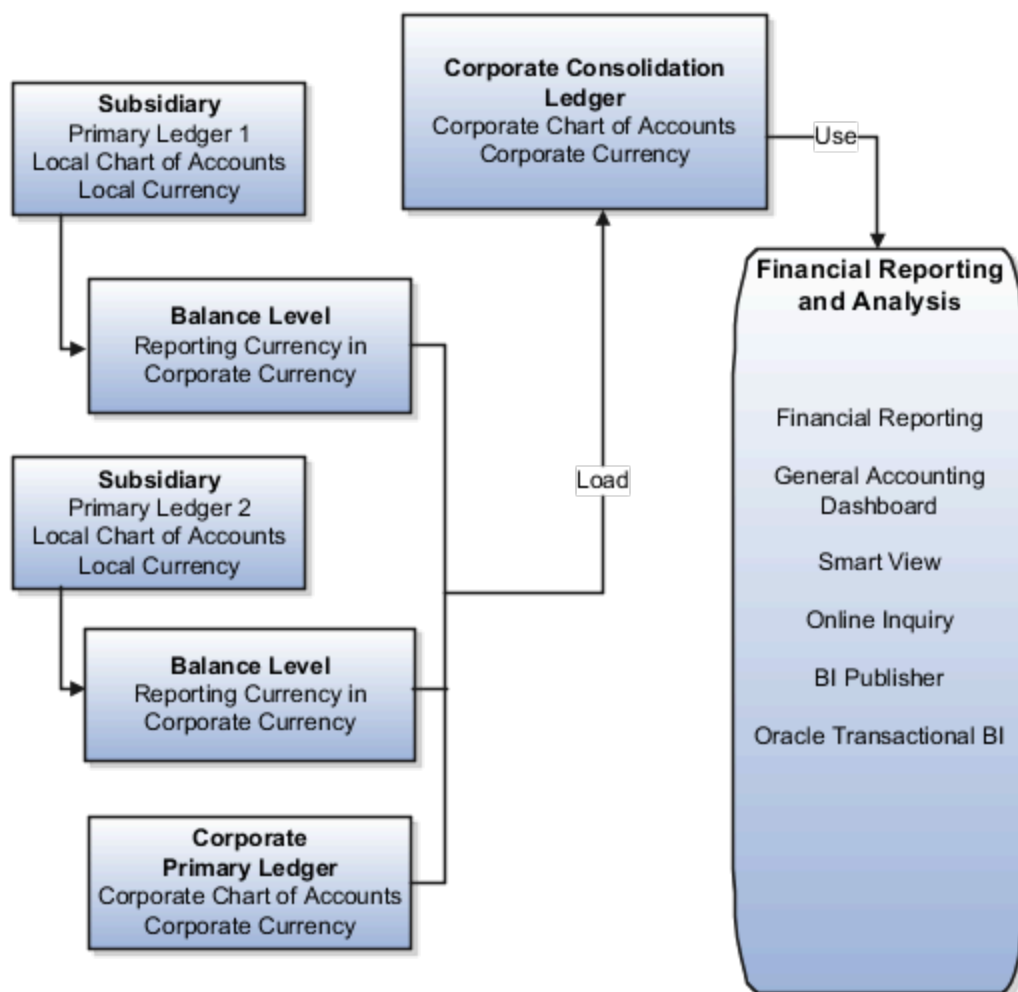 Subsidiary
Primary Ledger 1
Local Chart of Accounts
Local Currency
Balance Level
Reporting Currency in
Corporate Currency
Subsidiary
Primary Ledger 2
Local Chart of Accounts
Local Currency
Balance Level
Reporting Currency in
Corporate Currency
Corporate
Primary Ledger
Corporate Chart of Accounts
Corporate Currency
Load
Corporate Consolidation
Ledger
Corporate Chart of Accounts
Corporate Currency
Use
Financial Reporting
and Analysis
Financial Reporting
General Accounting
Dashboard
Smart View
Online Inquiry
BI Publisher
Oracle Transactional BI